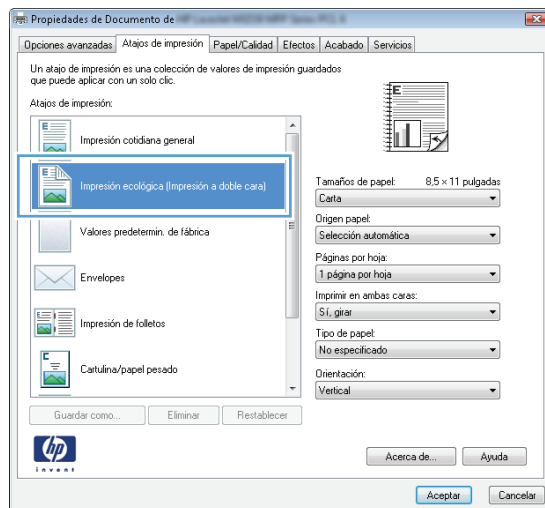 Propiedades de Documento de
Opciones avanzadas
Atajos de impresión
Papel/Calidad
Efectos
Acabado
Servicios
Un atajo de impresión es una colección de valores de impresión guardados
que puede aplicar con un solo clic.
Atajos de impresión:
Impresión cotidiana general
Impresión ecológica (Impresión a doble cara)
Valores predetermin. de fábrica
Envelopes
Impresión de folletos
Cartulina/papel pesado
Guardar como...
Eliminar
Restablecer
Tamaños de papel: 8,5 × 11 pulgadas
Carta
Origen papel:
Selección automática
Páginas por hoja:
1 página por hoja
Imprimir en ambas caras:
Sí, girar
Tipo de papel:
No especificado
Orientación:
Vertical
hp
invent
Acerca de...
Ayuda
Aceptar
Cancelar